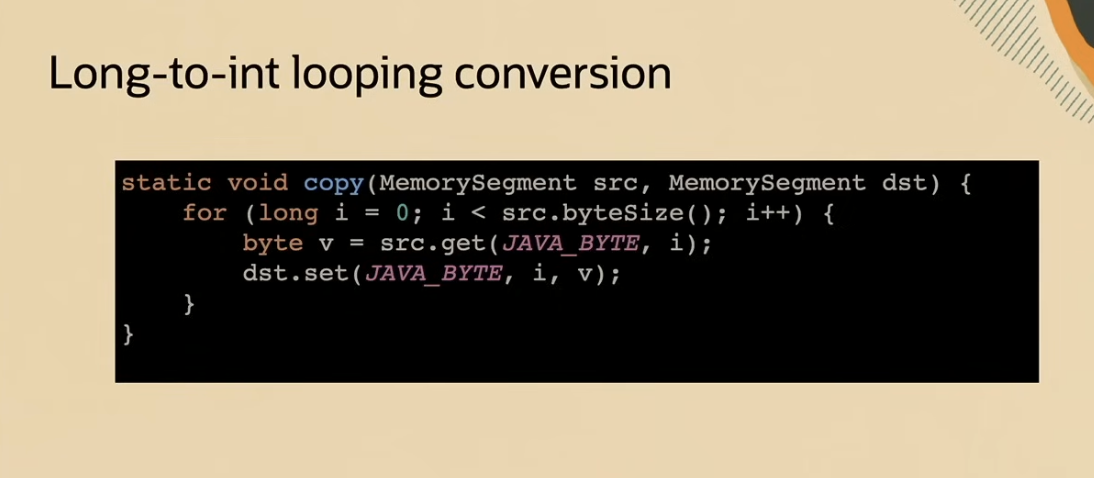 Long-to-int looping conversion
static void copy(MemorySegment src, MemorySegment dst) {
    for (long i = 0; i < src.byteSize(); i++) {
        byte v = src.get(JAVA_BYTE, i);
        dst.set(JAVA_BYTE, i, v);
    }
}